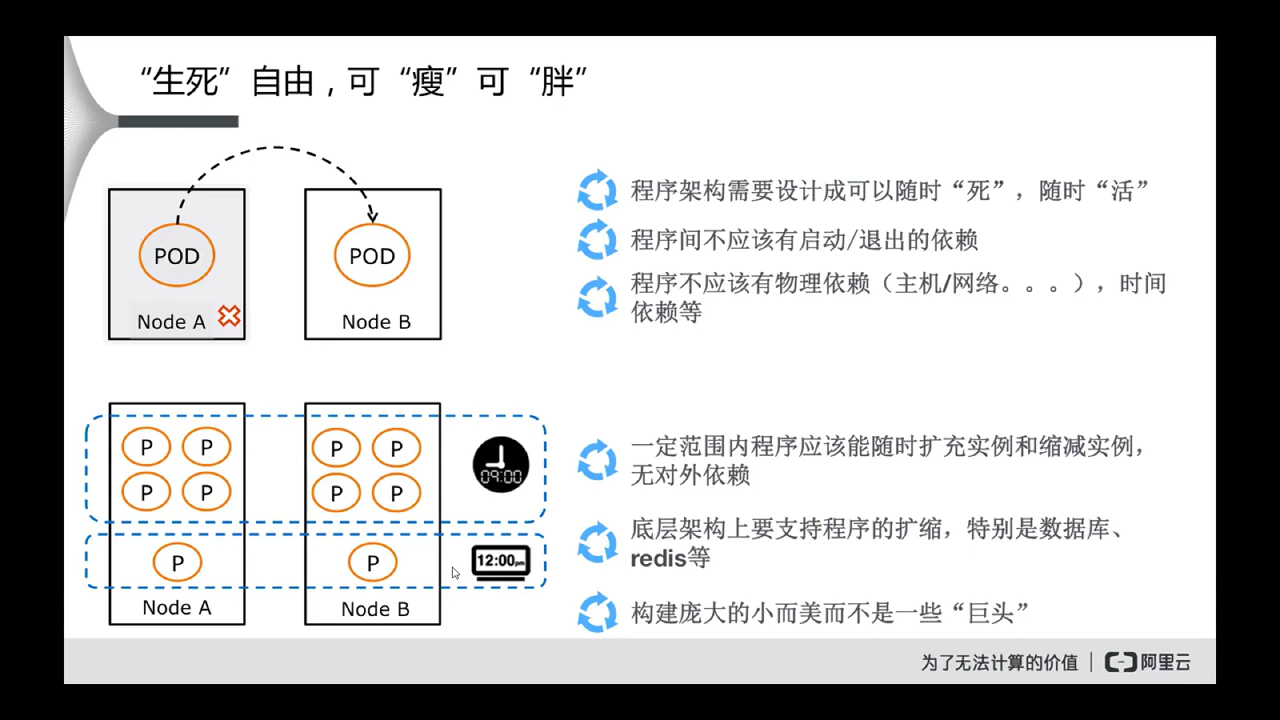 “生死”自由，可“瘦”可“胖”
POD
POD
Node A
Node B
程序架构需要设计成可以随时“死”，随时“活”
程序间不应该有启动/退出的依赖
程序不应该有物理依赖（主机/网络。。。），时间
依赖等
P P P P
P P P P
09:00
P
P
12:00pm
Node A
Node B
一定范围内程序应该能随时扩充实例和缩减实例，
无对外依赖
底层架构上要支持程序的扩缩，特别是数据库、
redis等
构建庞大的小而美而不是一些“巨头”
为了无法计算的价值 | 阿里云